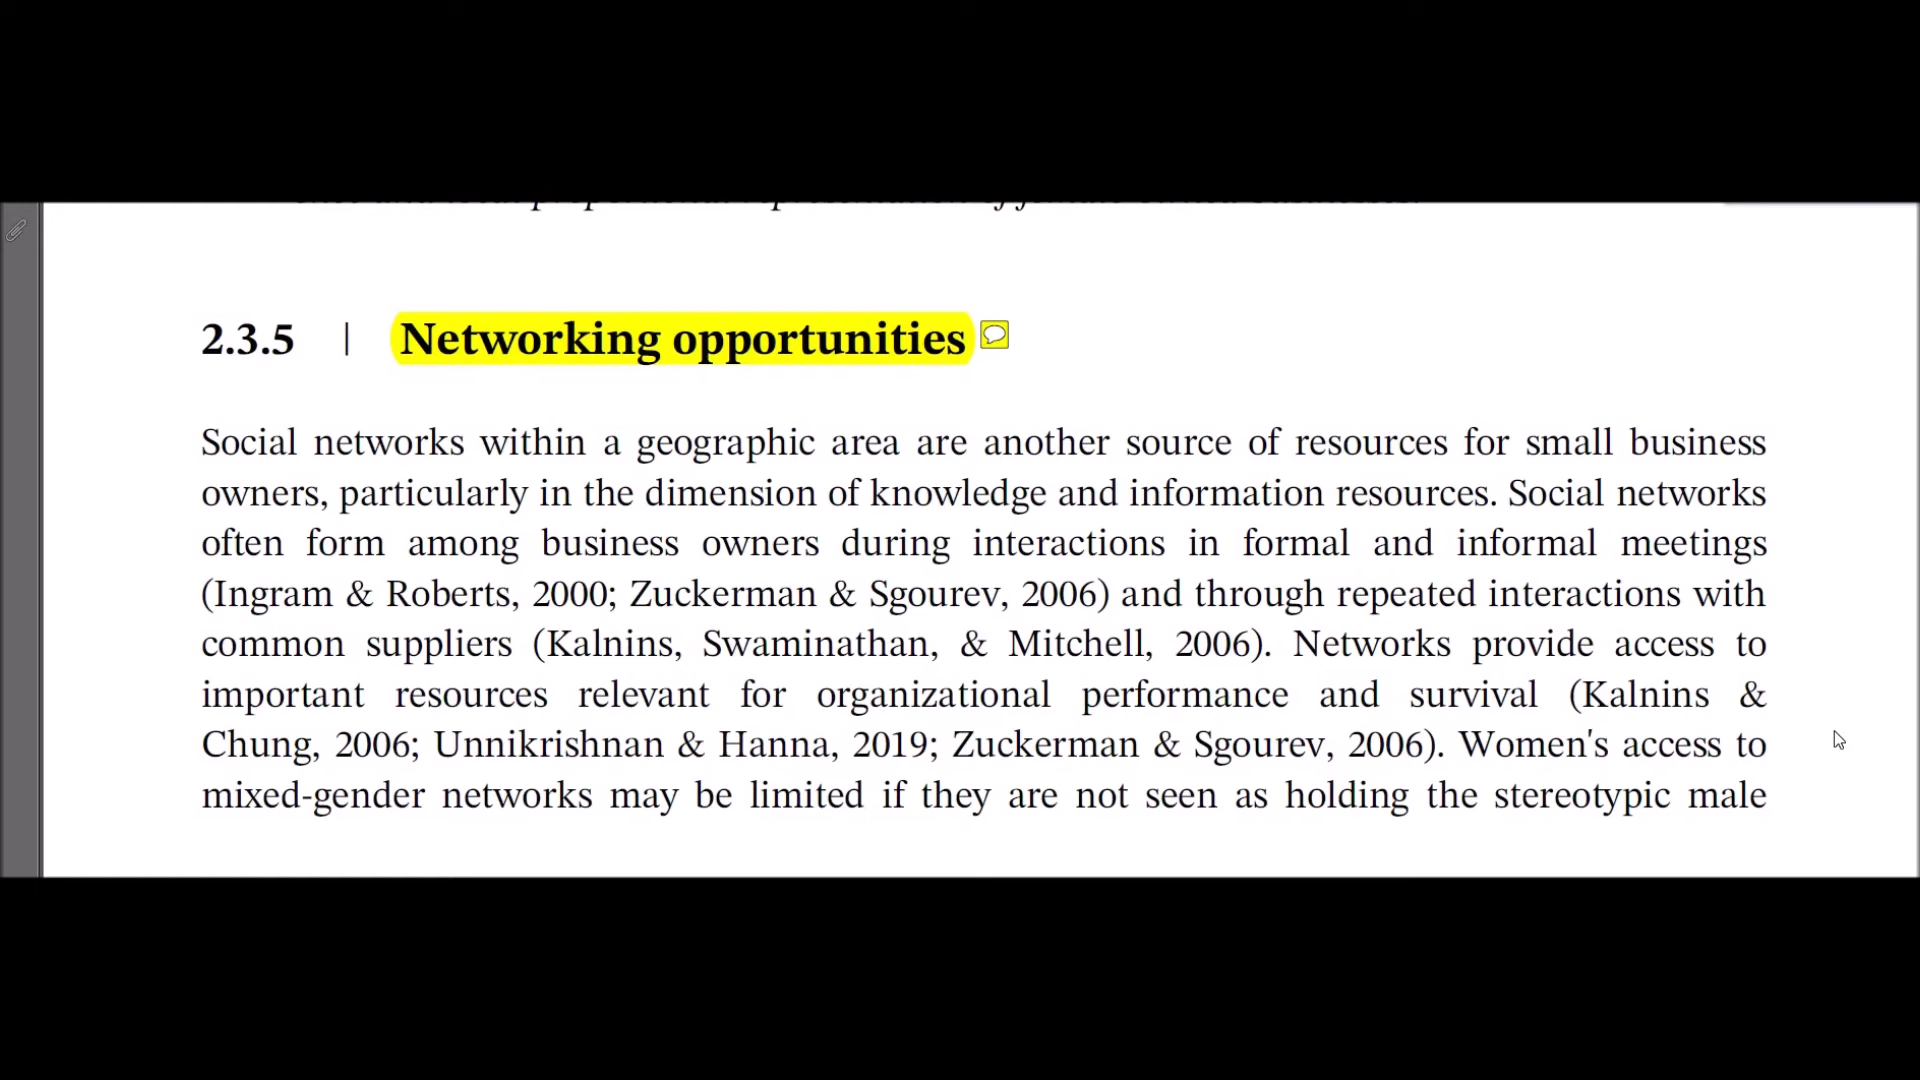 2.3.5 | Networking opportunities
Social networks within a geographic area are another source of resources for small business
owners, particularly in the dimension of knowledge and information resources. Social networks
often form among business owners during interactions in formal and informal meetings
(Ingram & Roberts, 2000; Zuckerman & Sgourev, 2006) and through repeated interactions with
common suppliers (Kalnins, Swaminathan, & Mitchell, 2006). Networks provide access to
important resources relevant for organizational performance and survival (Kalnins &
Chung, 2006; Unnikrishnan & Hanna, 2019; Zuckerman & Sgourev, 2006). Women's access to
mixed-gender networks may be limited if they are not seen as holding the stereotypic male